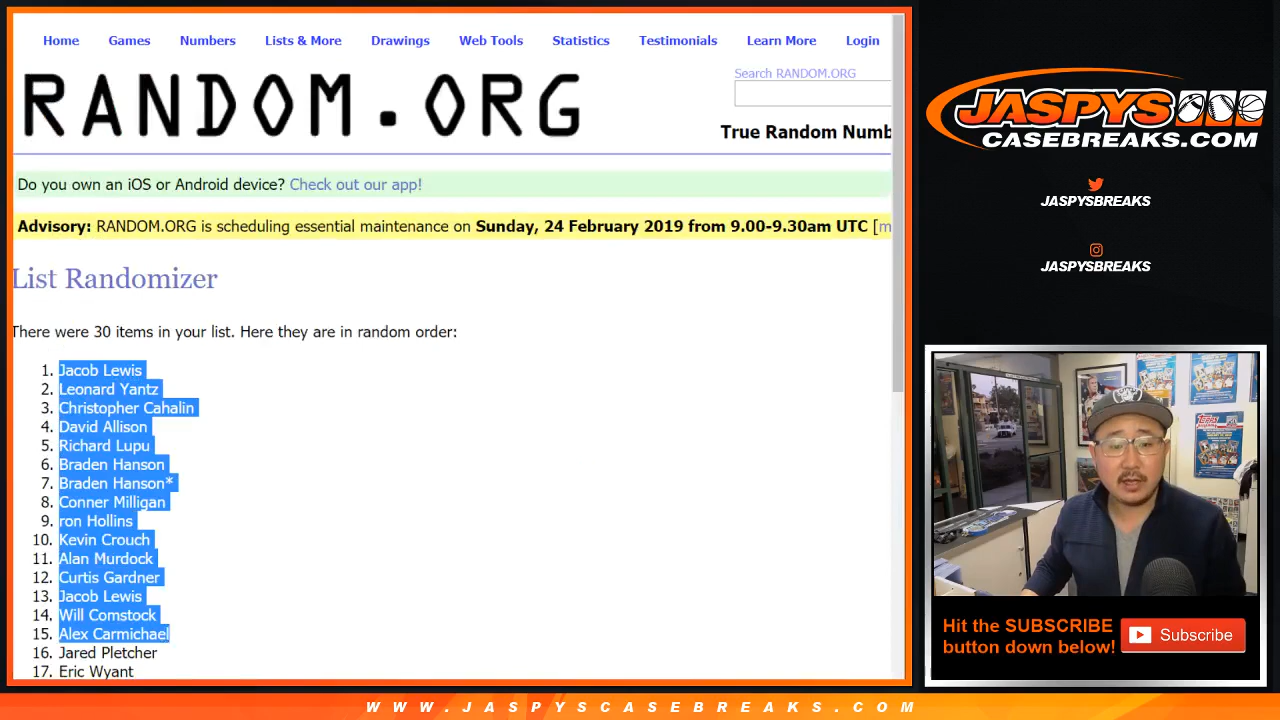 Home Games Numbers Lists & More Drawings Web Tools Statistics Testimonials Learn More Login
RANDOM.ORG
Search RANDOM.ORG
True Random Numb
Do you own an iOS or Android device? Check out our app!
Advisory: RANDOM.ORG is scheduling essential maintenance on Sunday, 24 February 2019 from 9.00-9.30am UTC [m
List Randomizer
There were 30 items in your list. Here they are in random order:
1. Jacob Lewis
2. Leonard Yantz
3. Christopher Cahalin
4. David Allison
5. Richard Lupu
6. Braden Hanson
7. Braden Hanson*
8. Conner Milligan
9. ron Hollins
10. Kevin Crouch
11. Alan Murdock
12. Curtis Gardner
13. Jacob Lewis
14. Will Comstock
15. Alex Carmichael
16. Jared Pletcher
17. Eric Wyant
JASPYS
CASEBREAKS.COM
JASPYSBREAKS
JASPYSBREAKS
Hit the SUBSCRIBE
button down below!
Subscribe
WWW.JASPYSCASEBREAKS.COM